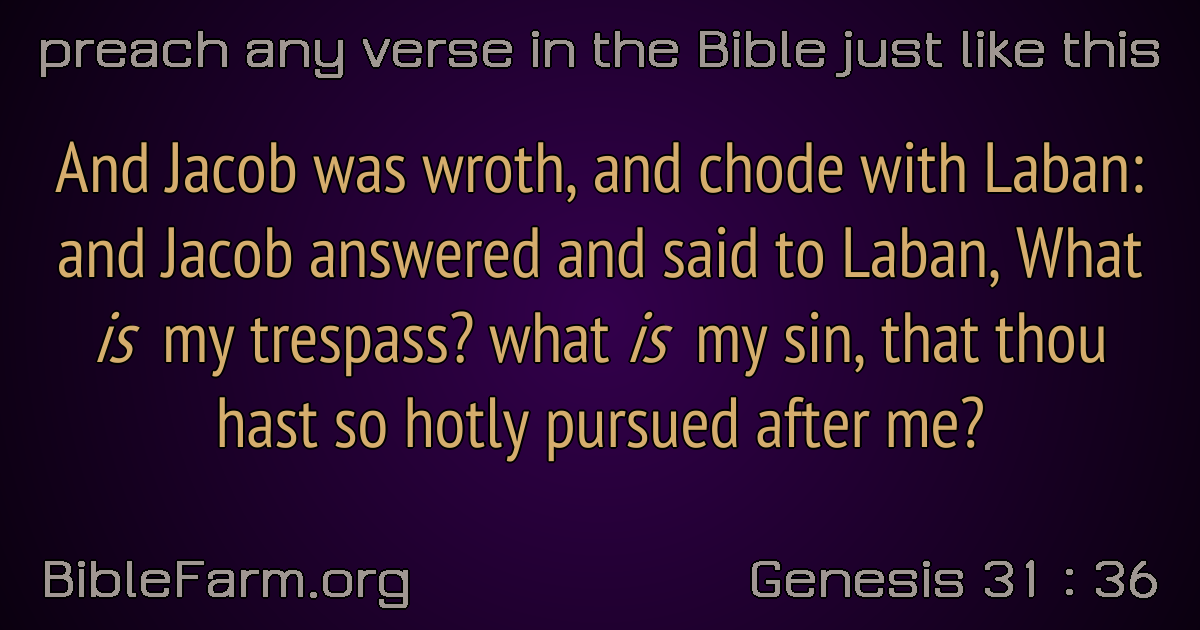 preach any verse in the Bible just like this
And Jacob was wroth, and chode with Laban:
and Jacob answered and said to Laban, What
is my trespass? what is my sin, that thou
hast so hotly pursued after me?
BibleFarm.org
Genesis 31 : 36